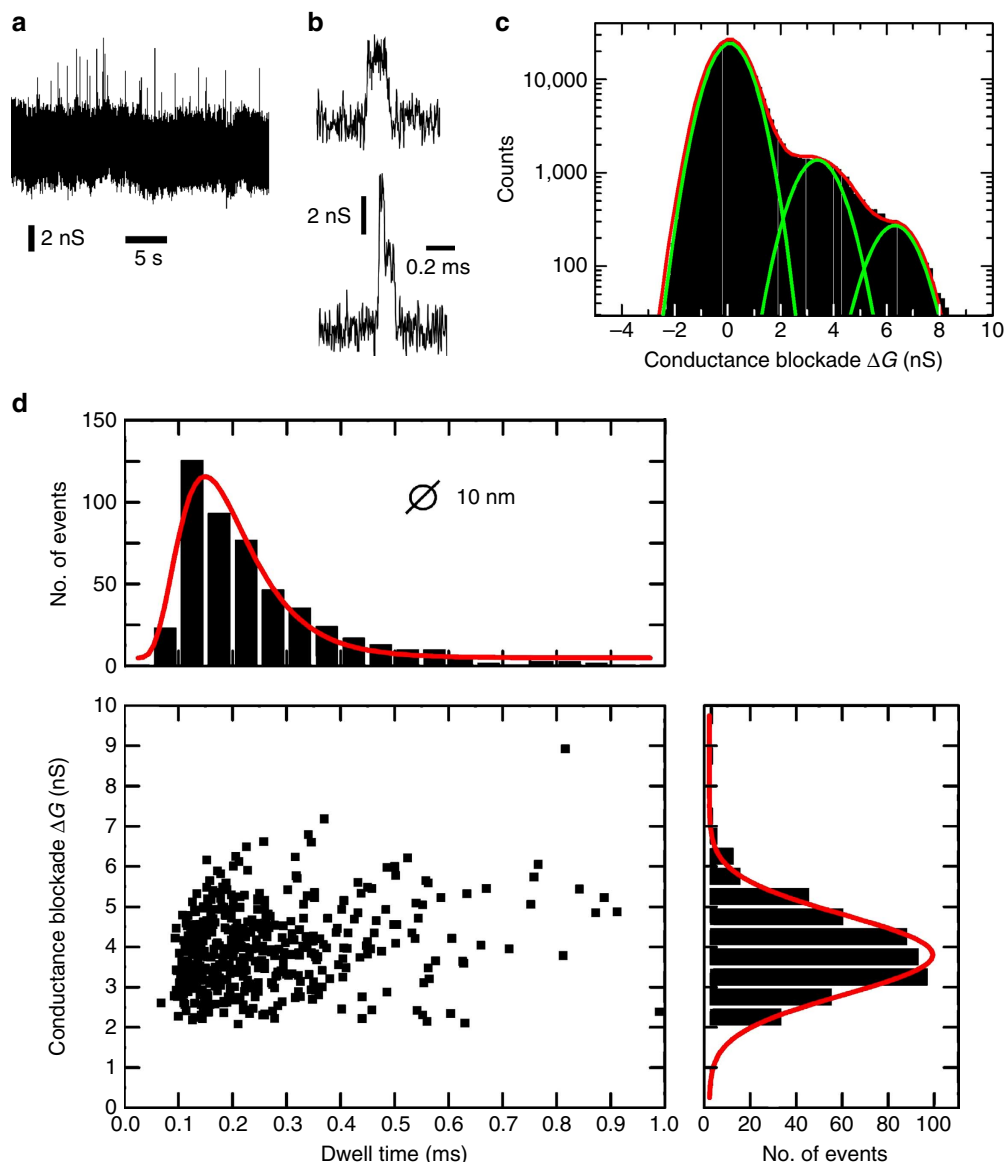 a
2 nS
5 s
b
2 nS
0.2 ms
c
10,000
1,000
100
Counts
–4 –2 0 2 4 6 8 10
Conductance blockade ΔG (nS)
d
150
100
50
0
No. of events
10 nm
10
9
8
7
6
5
4
3
2
1
0
Conductance blockade ΔG (nS)
0.0 0.1 0.2 0.3 0.4 0.5 0.6 0.7 0.8 0.9 1.0
Dwell time (ms)
0 20 40 60 80 100
No. of events